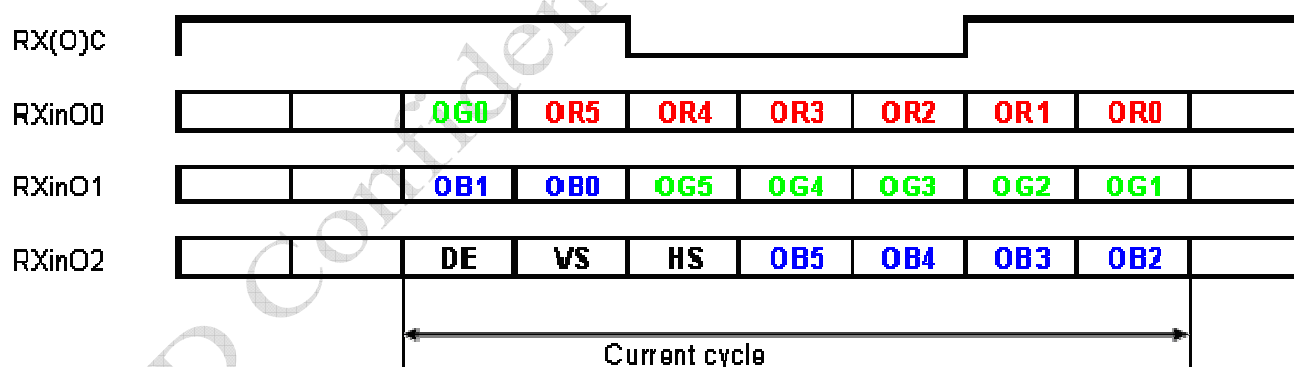 RX(O)C
RXinO0 OG0 OR5 OR4 OR3 OR2 OR1 OR0
RXinO1 OB1 OB0 OG5 OG4 OG3 OG2 OG1
RXinO2 DE VS HS OB5 OB4 OB3 OB2
Current cycle